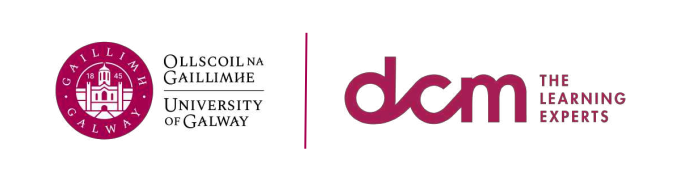 GAILLIMH
18 45
GALWAY
OLLSCOIL NA
GAILLIMHE
UNIVERSITY
OF GALWAY
dcm
THE
LEARNING
EXPERTS